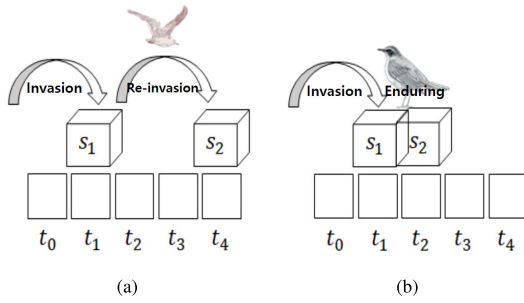 Invasion Re-invasion
s1 s2
t0 t1 t2 t3 t4
(a)
Invasion Enduring
s1 s2
t0 t1 t2 t3 t4
(b)